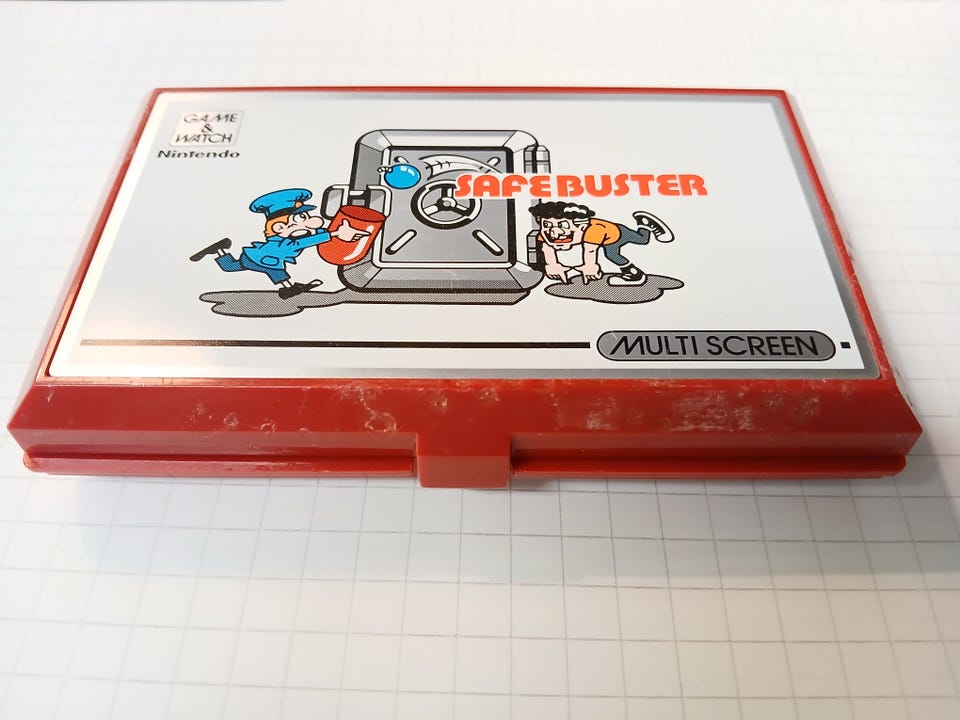 GAME
&
WATCH
Nintendo
SAFEBUSTER
MULTI SCREEN